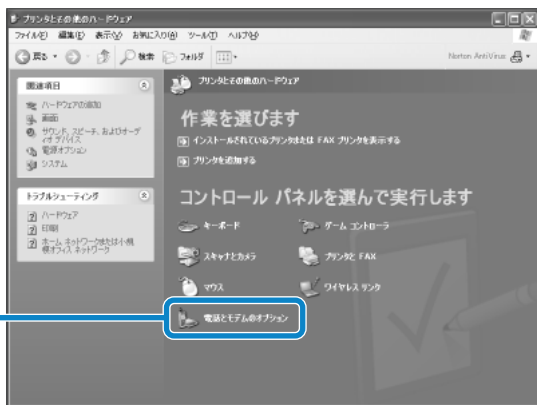 プリンタとその他のハードウェア
ファイル(F) 編集(E) 表示(V) お気に入り(A) ツール(T) ヘルプ(H)
戻る 検索 フォルダ Norton AntiVirus
関連項目
ハードウェアの追加
画面
サウンド、スピーチ、およびオーデ
ィオ デバイス
電源オプション
システム
トラブルシューティング
ハードウェア
印刷
ホーム ネットワークまたは小規
模オフィス ネットワーク
プリンタとその他のハードウェア
作業を選びます
インストールされているプリンタまたは FAX プリンタを表示する
プリンタを追加する
コントロール パネルを選んで実行します
キーボード
ゲーム コントローラ
スキャナとカメラ
プリンタと FAX
マウス
ワイヤレス リンク
電話とモデムのオプション